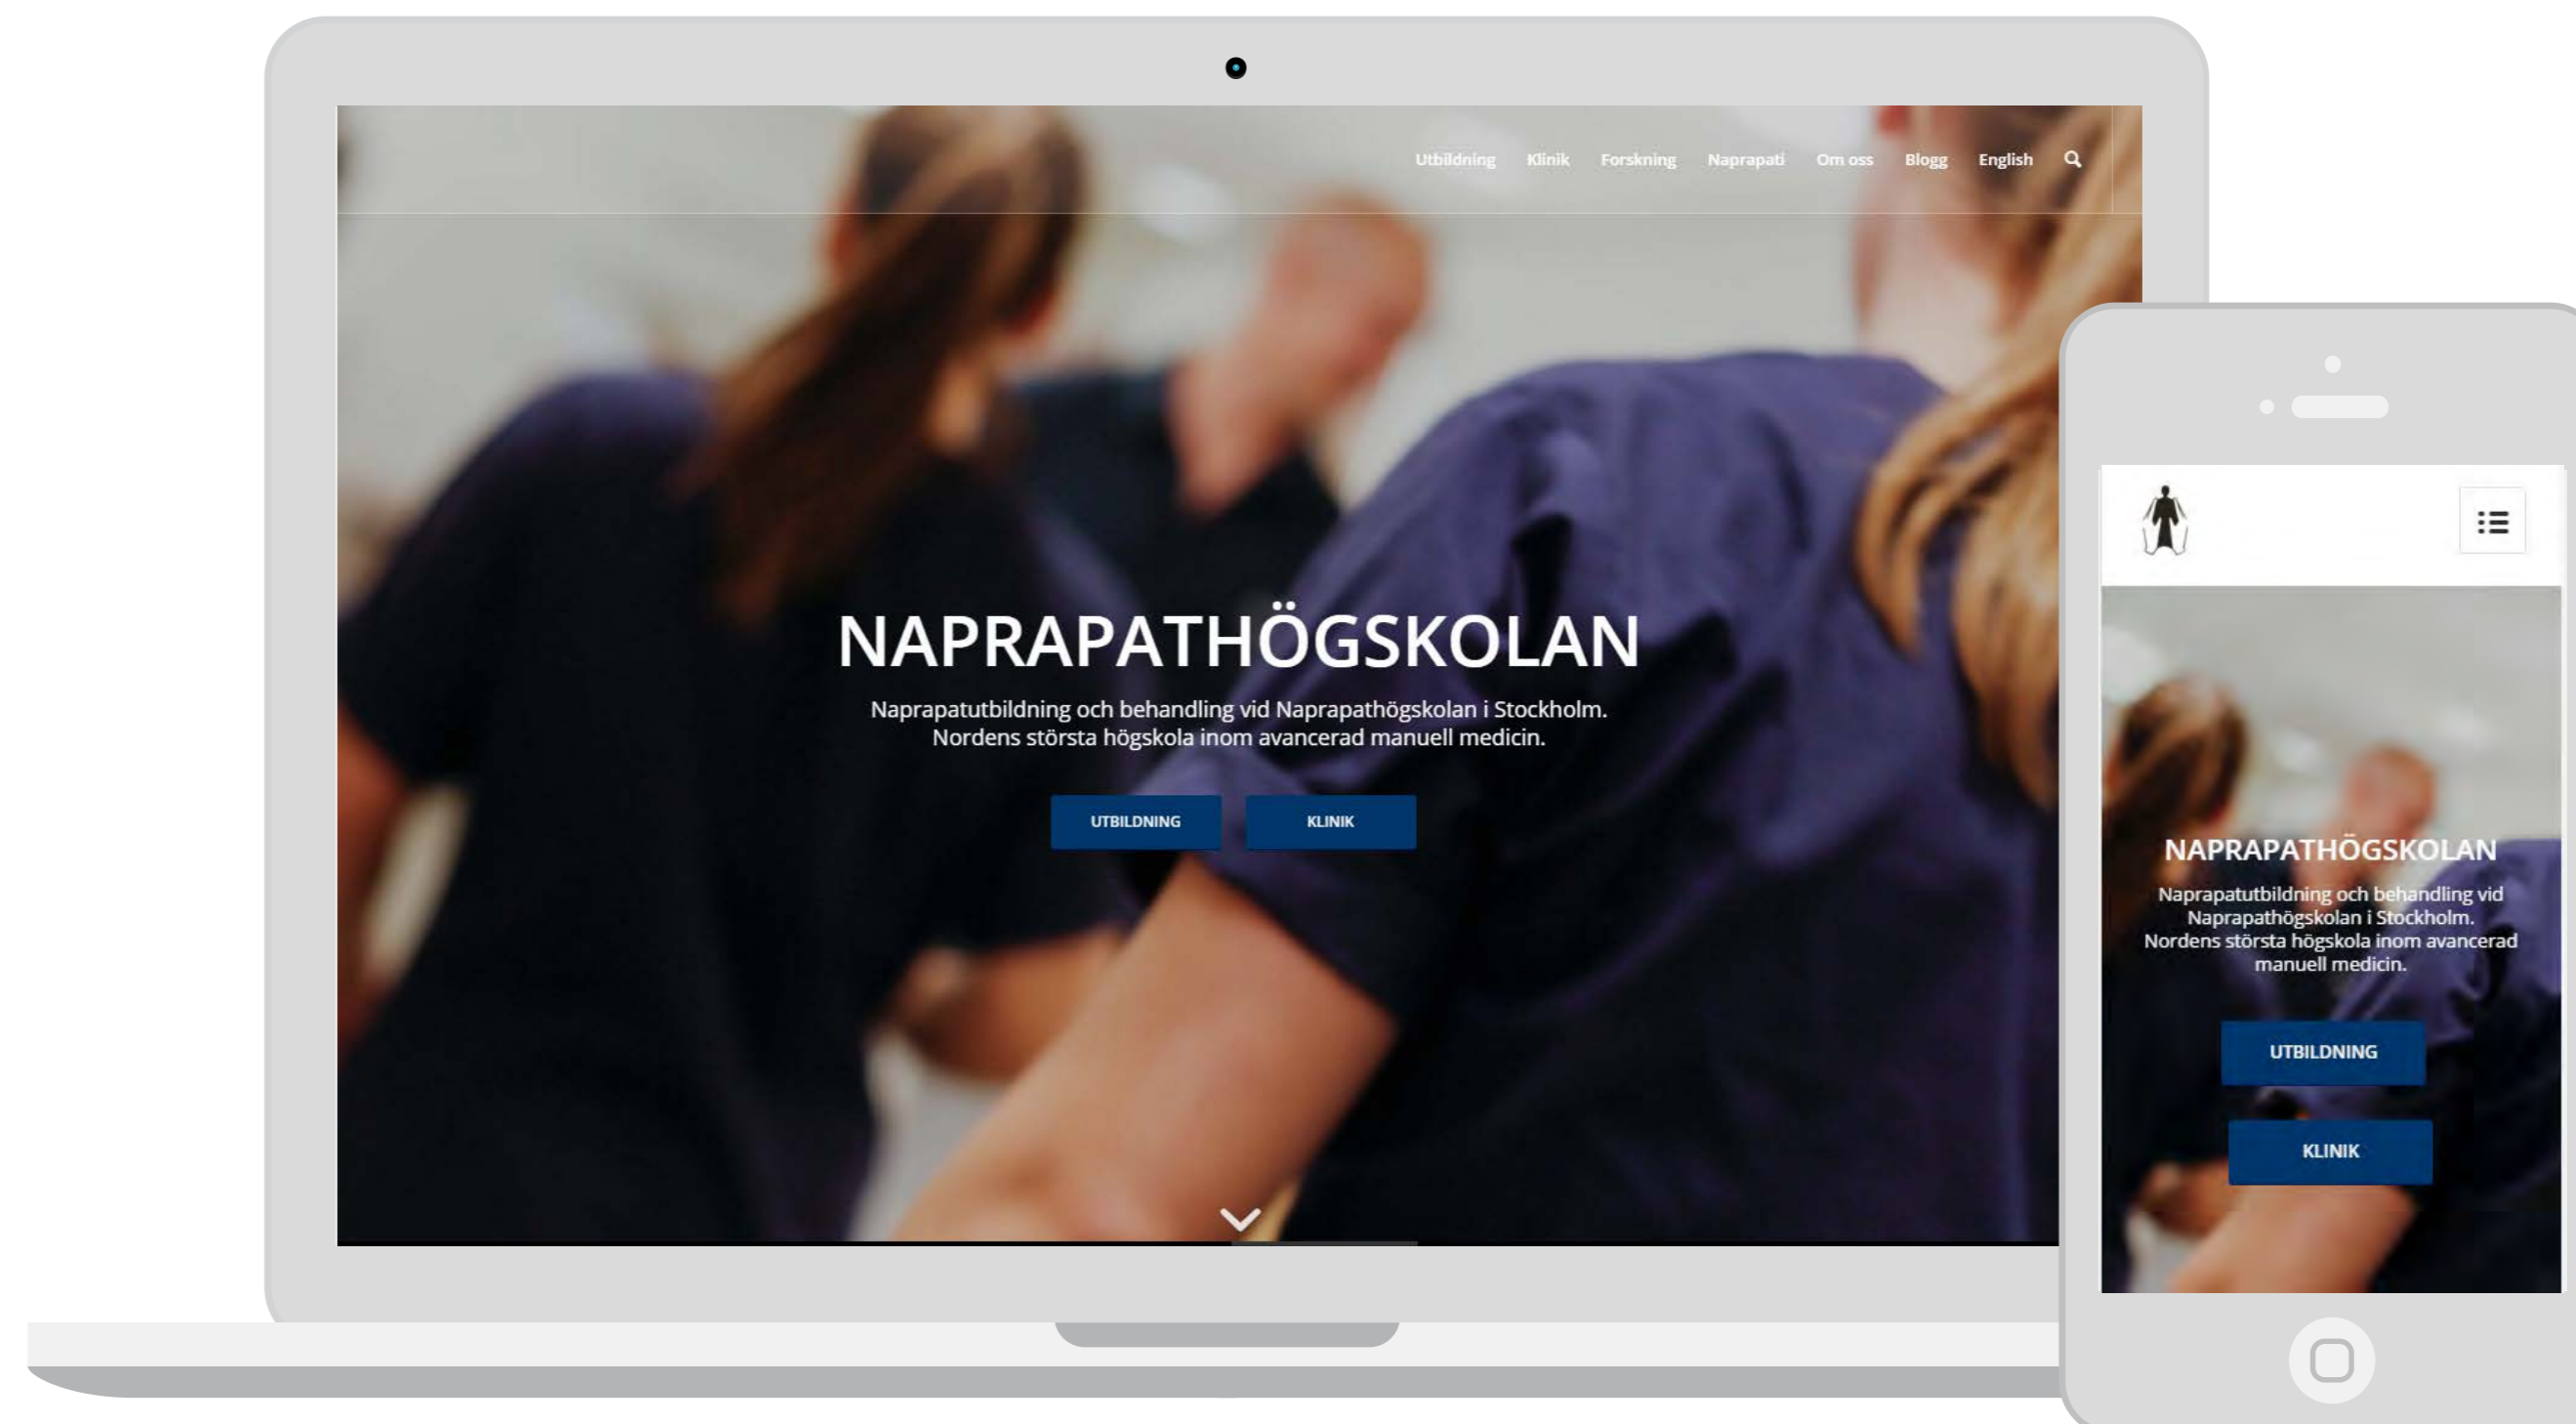 Utbildning Klinik Forskning Naprapati Om oss Blogg English
NAPRAPATHÖGSKOLAN
Naprapatutbildning och behandling vid Naprapathögskolan i Stockholm.
Nordens största högskola inom avancerad manuell medicin.
UTBILDNING KLINIK
NAPRAPATHÖGSKOLAN
Naprapatutbildning och behandling vid
Naprapathögskolan i Stockholm.
Nordens största högskola inom avancerad
manuell medicin.
UTBILDNING
KLINIK